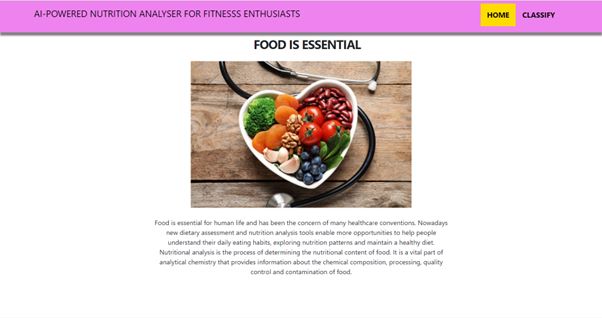 AI-POWERED NUTRITION ANALYSER FOR FITNESSS ENTHUSIASTS
HOME CLASSIFY
FOOD IS ESSENTIAL
Food is essential for human life and has been the concern of many healthcare conventions. Nowadays
new dietary assessment and nutrition analysis tools enable more opportunities to help people
understand their daily eating habits, exploring nutrition patterns and maintain a healthy diet.
Nutritional analysis is the process of determining the nutritional content of food. It is a vital part of
analytical chemistry that provides information about the chemical composition, processing, quality
control and contamination of food.